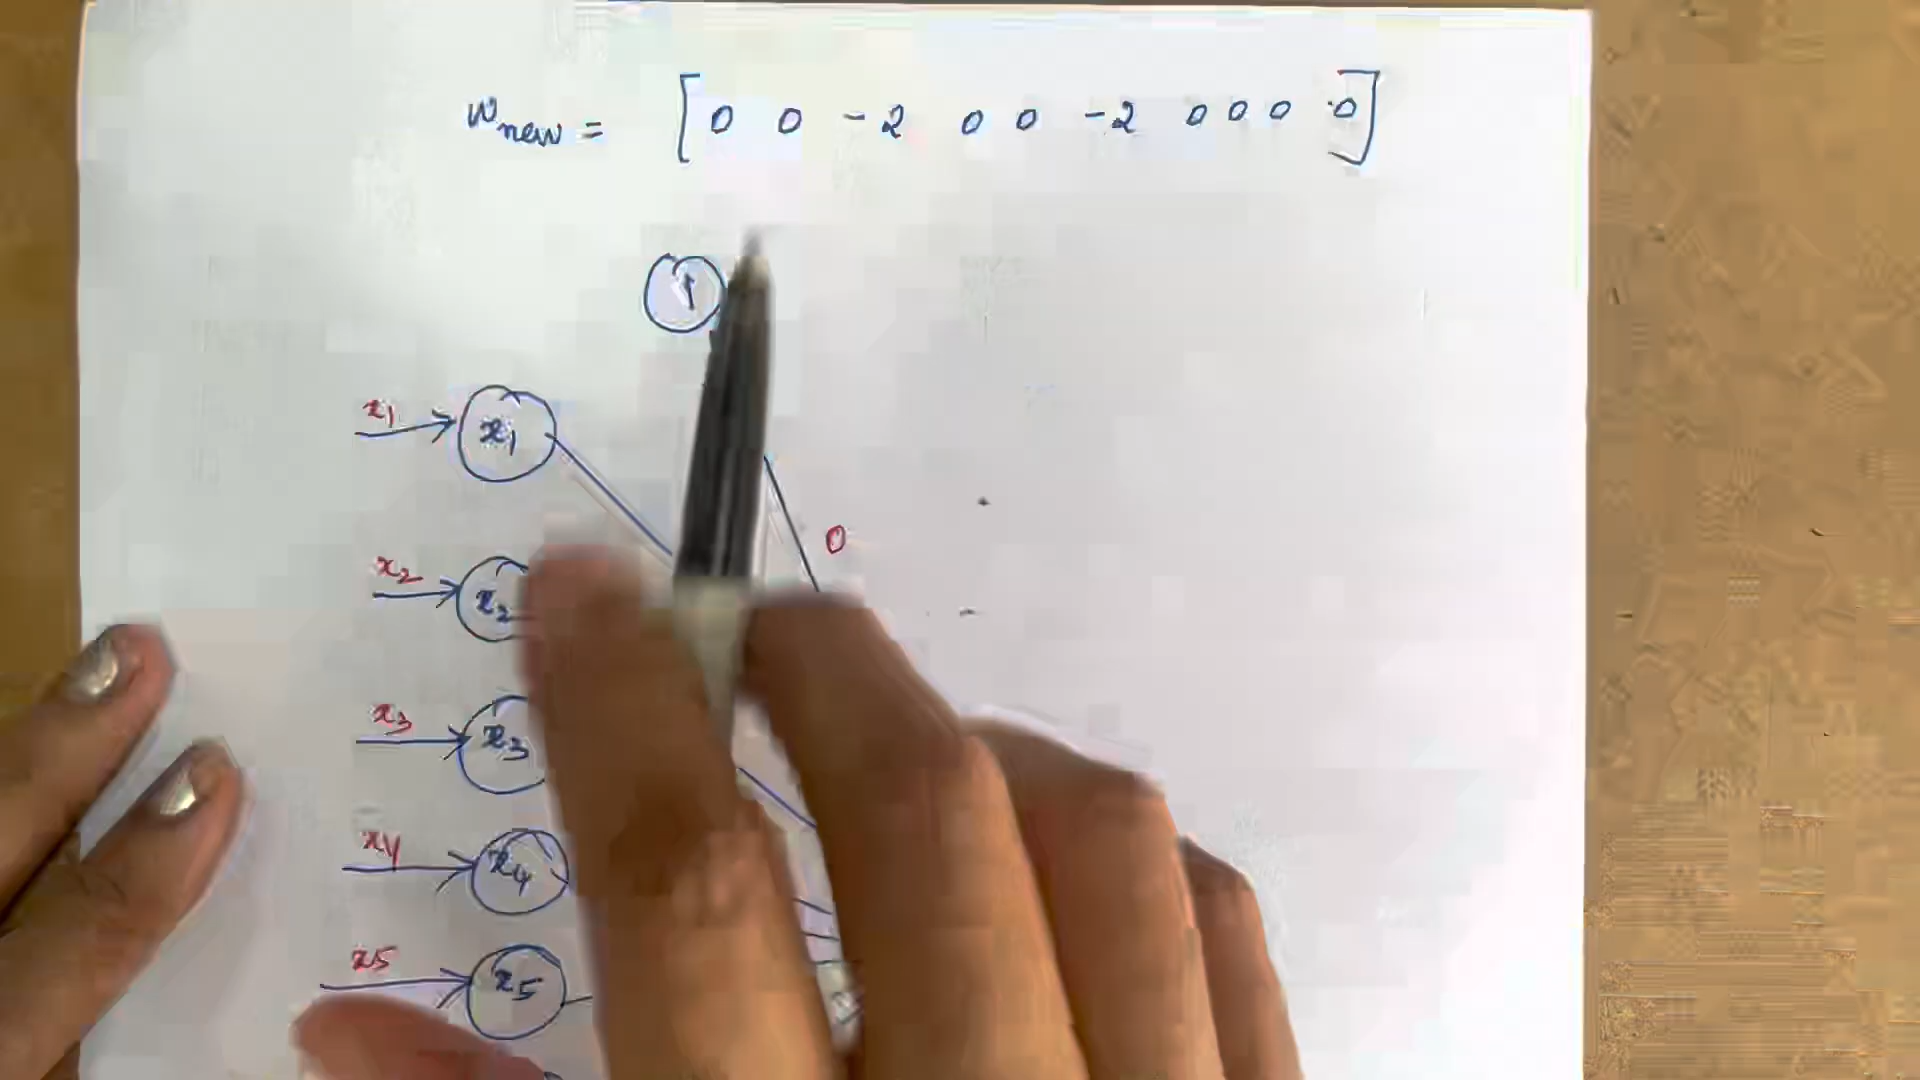 w new = [ 0 0 -2 0 0 -2 0 0 0 0 ]
1
x1 x1
0
x2 x2
x3 x3
x4 x4
x5 x5